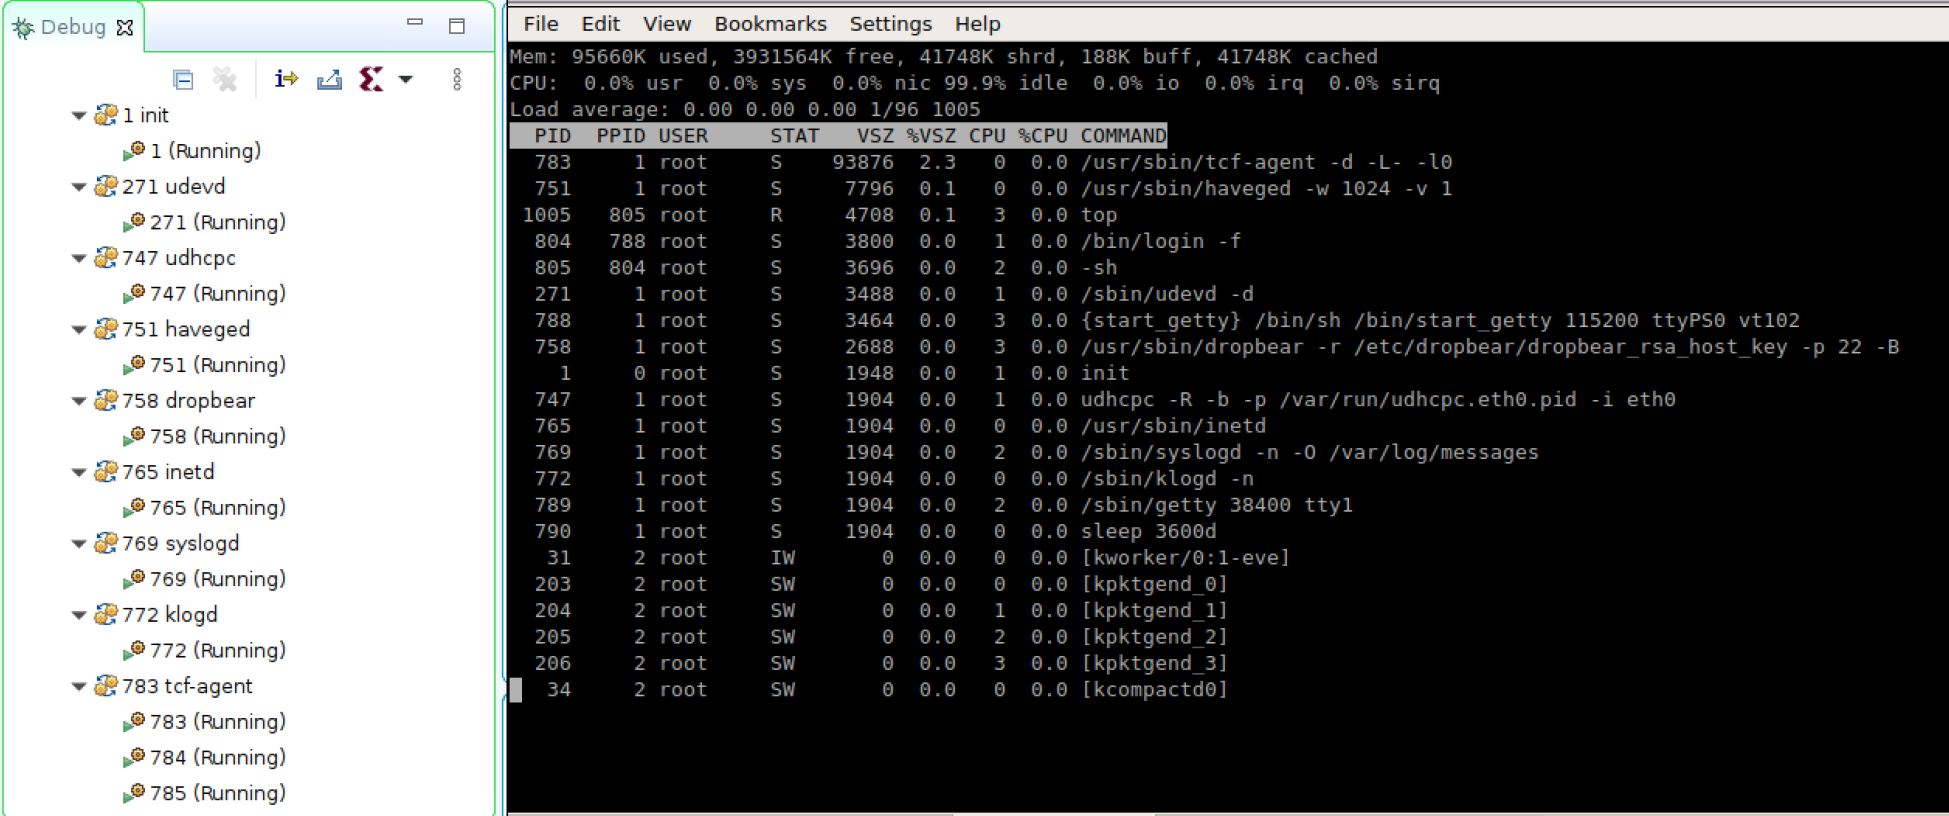 Debug
1 init
1 (Running)
271 udevd
271 (Running)
747 udhcpc
747 (Running)
751 haveged
751 (Running)
758 dropbear
758 (Running)
765 inetd
765 (Running)
769 syslogd
769 (Running)
772 klogd
772 (Running)
783 tcf-agent
783 (Running)
784 (Running)
785 (Running)
File Edit View Bookmarks Settings Help
Mem: 95660K used, 3931564K free, 41748K shrd, 188K buff, 41748K cached
CPU:  0.0% usr  0.0% sys  0.0% nic 99.9% idle  0.0% io  0.0% irq  0.0% sirq
Load average: 0.00 0.00 0.00 1/96 1005
PID  PPID USER     STAT   VSZ %VSZ CPU %CPU COMMAND
783     1 root     S    93876  2.3   0  0.0 /usr/sbin/tcf-agent -d -L- -l0
751     1 root     S     7796  0.1   0  0.0 /usr/sbin/haveged -w 1024 -v 1
1005   805 root     R     4708  0.1   3  0.0 top
804   788 root     S     3800  0.0   1  0.0 /bin/login -f
805   804 root     S     3696  0.0   2  0.0 -sh
271     1 root     S     3488  0.0   1  0.0 /sbin/udevd -d
788     1 root     S     3464  0.0   3  0.0 {start_getty} /bin/sh /bin/start_getty 115200 ttyPS0 vt102
758     1 root     S     2688  0.0   3  0.0 /usr/sbin/dropbear -r /etc/dropbear/dropbear_rsa_host_key -p 22 -B
1     0 root     S     1948  0.0   1  0.0 init
747     1 root     S     1904  0.0   1  0.0 udhcpc -R -b -p /var/run/udhcpc.eth0.pid -i eth0
765     1 root     S     1904  0.0   0  0.0 /usr/sbin/inetd
769     1 root     S     1904  0.0   2  0.0 /sbin/syslogd -n -O /var/log/messages
772     1 root     S     1904  0.0   0  0.0 /sbin/klogd -n
789     1 root     S     1904  0.0   2  0.0 /sbin/getty 38400 tty1
790     1 root     S     1904  0.0   0  0.0 sleep 3600d
31     2 root     IW       0  0.0   0  0.0 [kworker/0:1-eve]
203     2 root     SW       0  0.0   0  0.0 [kpktgend_0]
204     2 root     SW       0  0.0   1  0.0 [kpktgend_1]
205     2 root     SW       0  0.0   2  0.0 [kpktgend_2]
206     2 root     SW       0  0.0   3  0.0 [kpktgend_3]
34     2 root     SW       0  0.0   0  0.0 [kcompactd0]